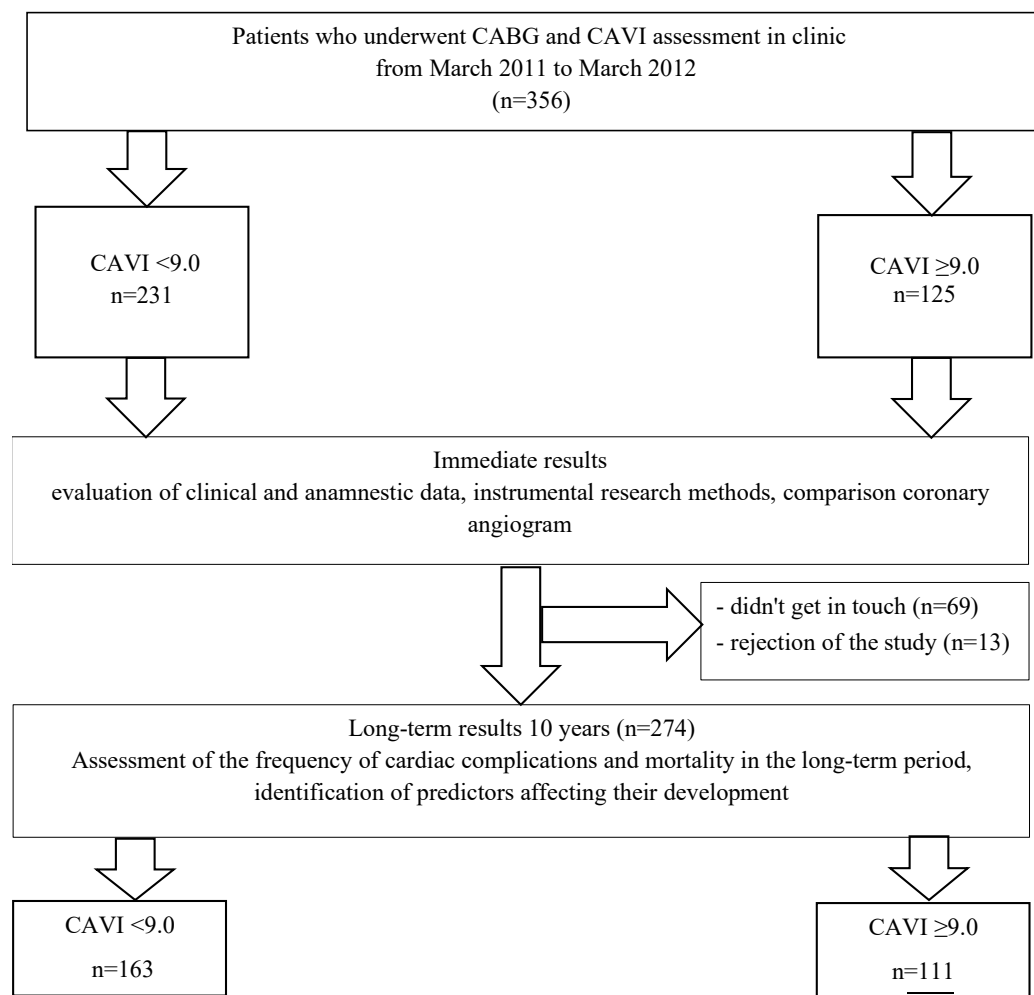 Patients who underwent CABG and CAVI assessment in clinic
from March 2011 to March 2012
(n=356)
CAVI <9.0
n=231
CAVI ≥9.0
n=125
Immediate results
evaluation of clinical and anamnestic data, instrumental research methods, comparison coronary
angiogram
- didn't get in touch (n=69)
- rejection of the study (n=13)
Long-term results 10 years (n=274)
Assessment of the frequency of cardiac complications and mortality in the long-term period,
identification of predictors affecting their development
CAVI <9.0
n=163
CAVI ≥9.0
n=111